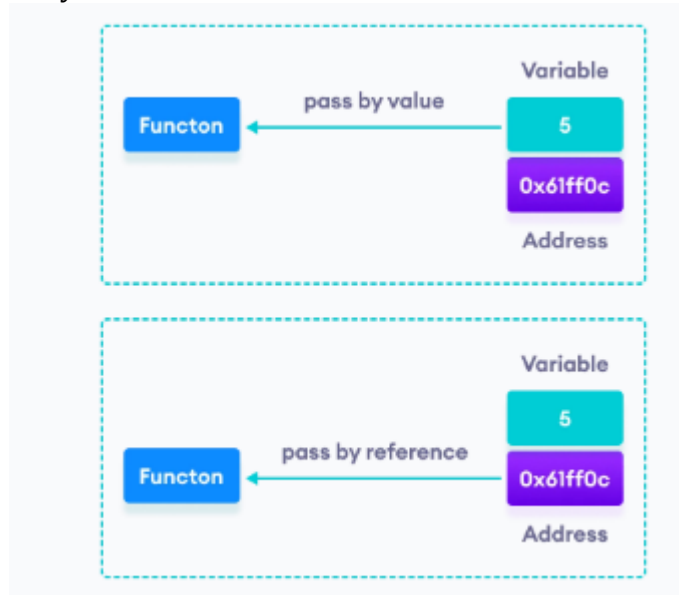 Variable
pass by value
Functon
5
0x61ff0c
Address
Variable
5
pass by reference
Functon
0x61ff0c
Address